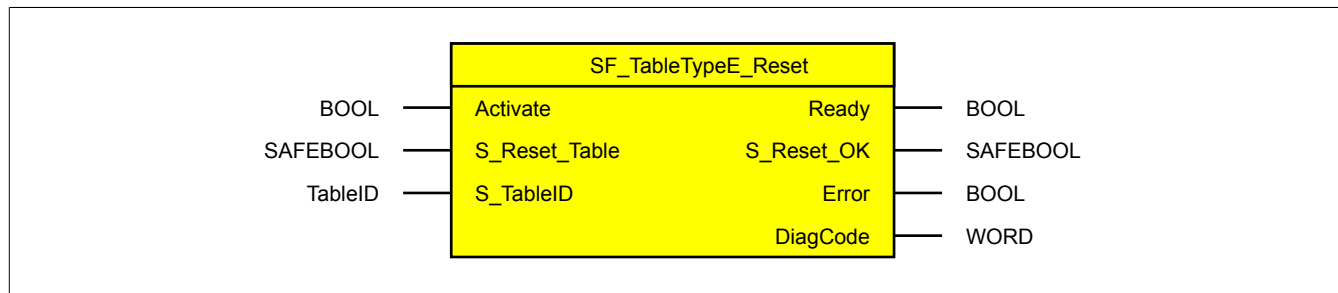 SF_TableTypeE_Reset
BOOL Activate Ready BOOL
SAFEBOOL S_Reset_Table S_Reset_OK SAFEBOOL
TableID S_TableID Error BOOL
DiagCode WORD